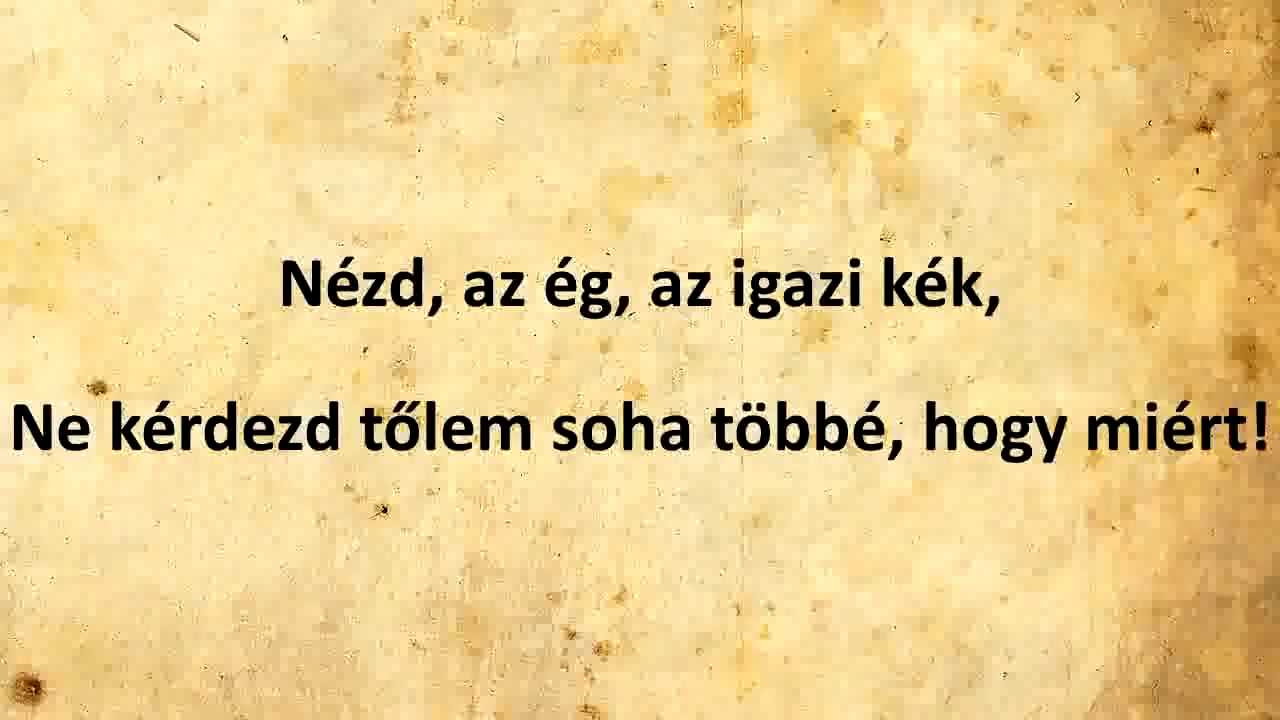 Nézd, az ég, az igazi kék,
Ne kérdezd tőlem soha többé, hogy miért!